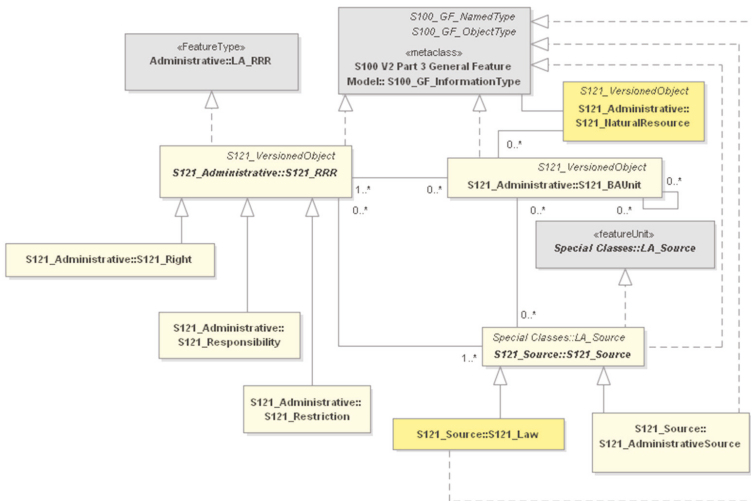 S100_GF_NamedType
S100_GF_ObjectType
«metaclass»
S100 V2 Part 3 General Feature
Model:: S100_GF_InformationType
«FeatureType»
Administrative::LA_RRR
S121_VersionedObject
S121_Administrative::
S121_NaturalResource
0..*
S121_VersionedObject
S121_Administrative::S121_RRR
S121_VersionedObject
S121_Administrative::S121_BAUnit
1..*
0..*
0..*
0..*
0..*
0..*
«featureUnit»
Special Classes::LA_Source
S121_Administrative::S121_Right
S121_Administrative::
S121_Responsibility
0..*
1..*
Special Classes::LA_Source
S121_Source::S121_Source
S121_Administrative::
S121_Restriction
S121_Source::S121_Law
S121_Source::
S121_AdministrativeSource